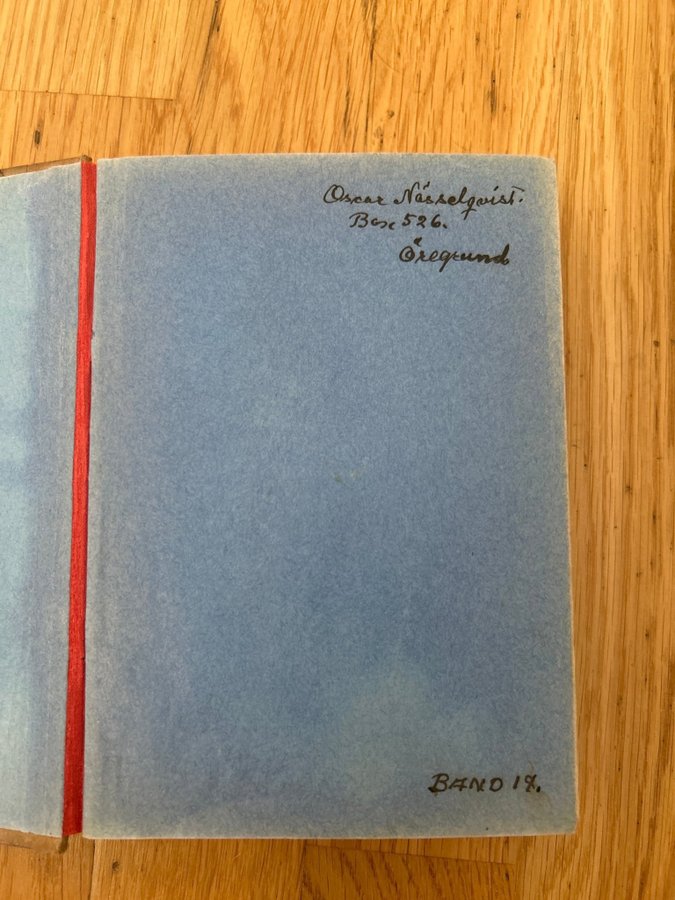 Oscar Nässelqvist.
Box 526.
Öregrund
BAND 17.